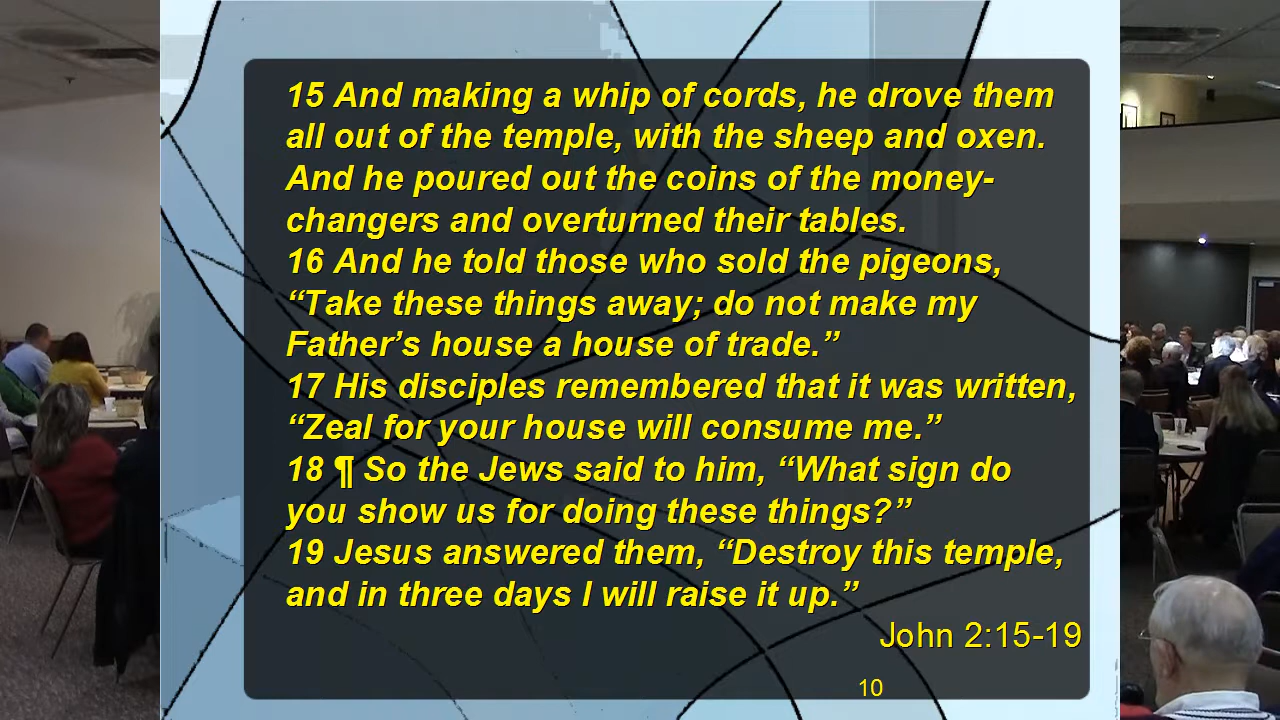 15 And making a whip of cords, he drove them
all out of the temple, with the sheep and oxen.
And he poured out the coins of the money-
changers and overturned their tables.
16 And he told those who sold the pigeons,
“Take these things away; do not make my
Father’s house a house of trade.”
17 His disciples remembered that it was written,
“Zeal for your house will consume me.”
18 ¶ So the Jews said to him, “What sign do
you show us for doing these things?”
19 Jesus answered them, “Destroy this temple,
and in three days I will raise it up.”
John 2:15-19
10